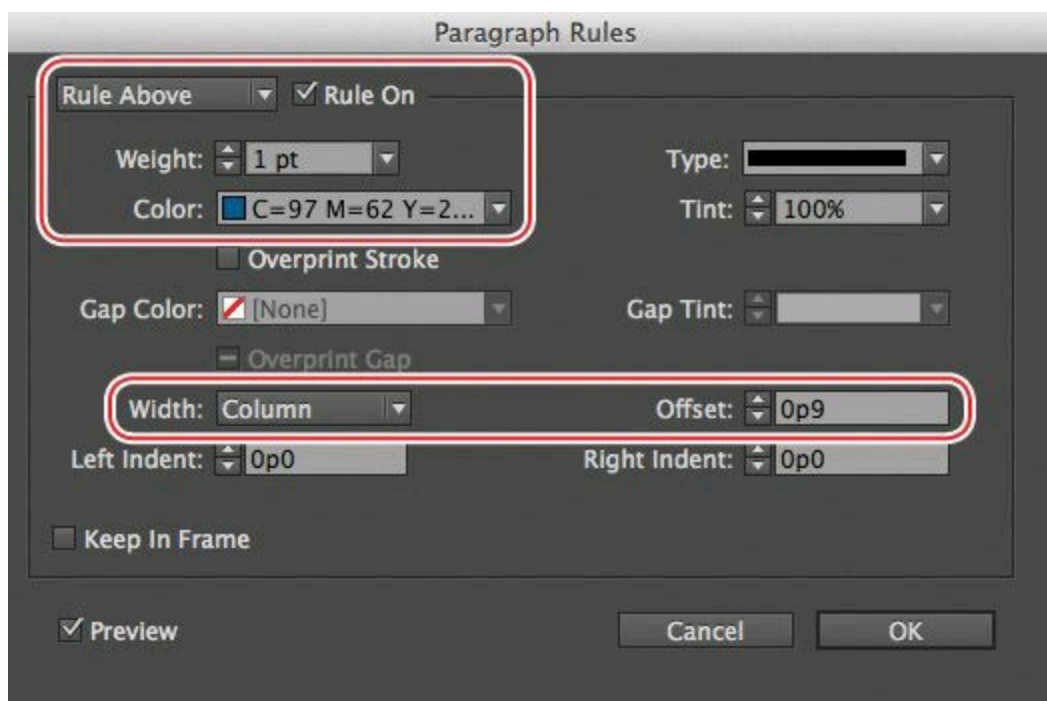 Paragraph Rules
Rule Above Rule On
Weight: 1 pt Type:
Color: C=97 M=62 Y=2... Tint: 100%
Overprint Stroke
Gap Color: [None] Gap Tint:
Overprint Gap
Width: Column Offset: 0p9
Left Indent: 0p0 Right Indent: 0p0
Keep In Frame
Preview Cancel OK